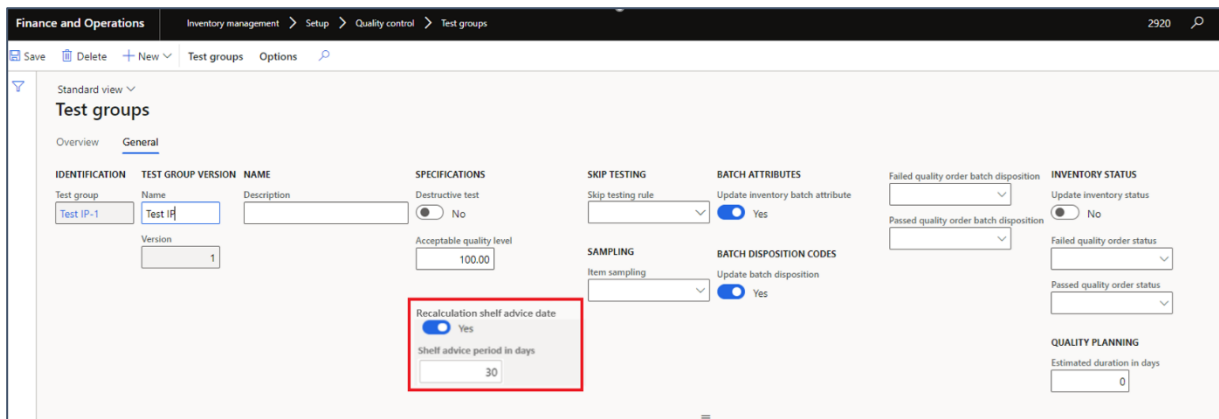 Finance and Operations
Inventory management > Setup > Quality control > Test groups
2920
Save Delete + New Test groups Options
Standard view
Test groups
Overview General
IDENTIFICATION
Test group
Test IP-1
TEST GROUP VERSION
Name
Test IP
Version
1
NAME
Description
SPECIFICATIONS
Destructive test
No
Acceptable quality level
100.00
Recalculation shelf advice date
Yes
Shelf advice period in days
30
SKIP TESTING
Skip testing rule
SAMPLING
Item sampling
BATCH ATTRIBUTES
Update inventory batch attribute
Yes
BATCH DISPOSITION CODES
Update batch disposition
Yes
Failed quality order batch disposition
Passed quality order batch disposition
INVENTORY STATUS
Update inventory status
No
Failed quality order status
Passed quality order status
QUALITY PLANNING
Estimated duration in days
0